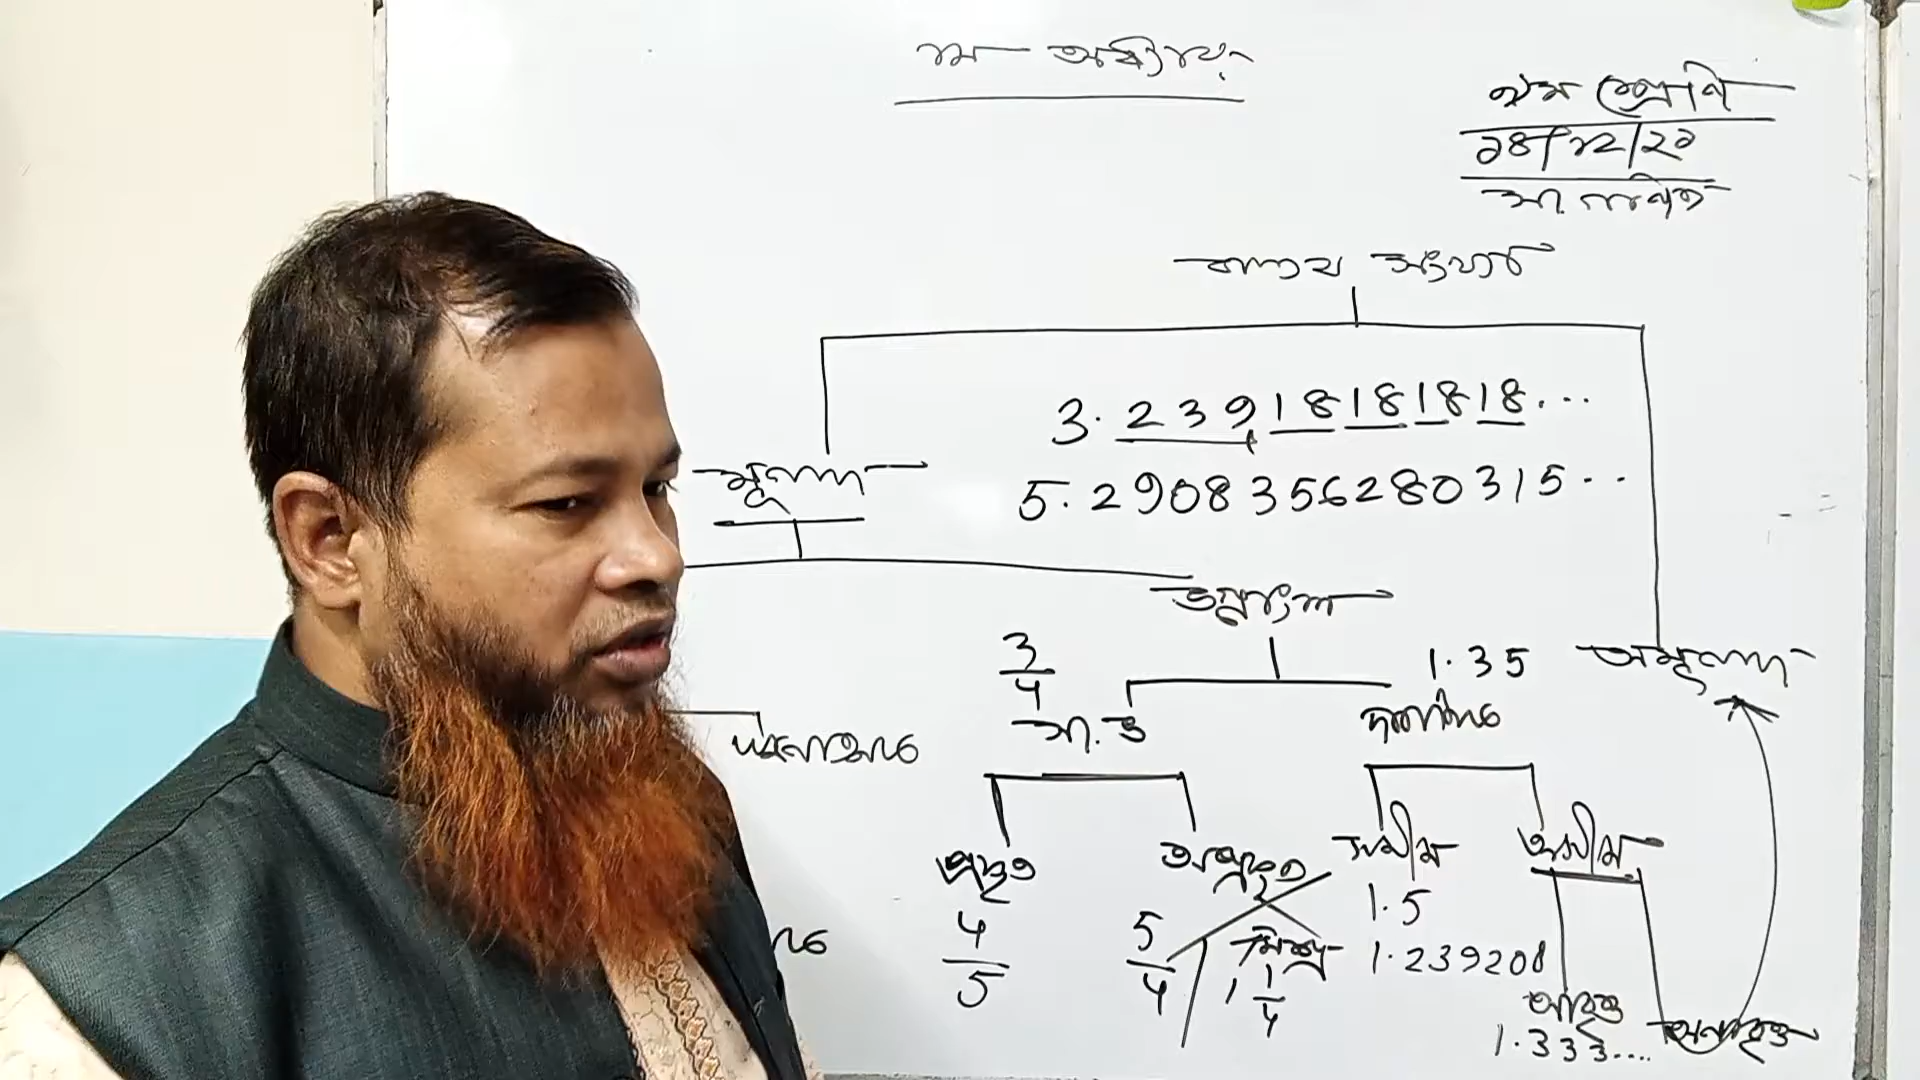 ১ম অধ্যায়
৯ম শ্রেণি
১৪/১২/২১
সা. গণিত
বাস্তব সংখ্যা
3.23918181818...
মূলদ
5.2908356280315...
ভগ্নাংশ
3/4
1.35
অমূলদ
সা. ভ
দশমিক
প্রকৃত
অপ্রকৃত
সসীম
অসীম
4/5
5/4
মিশ্র
1 1/4
1.5
1.239208
আবৃত্ত
অনাবৃত্ত
1.333....